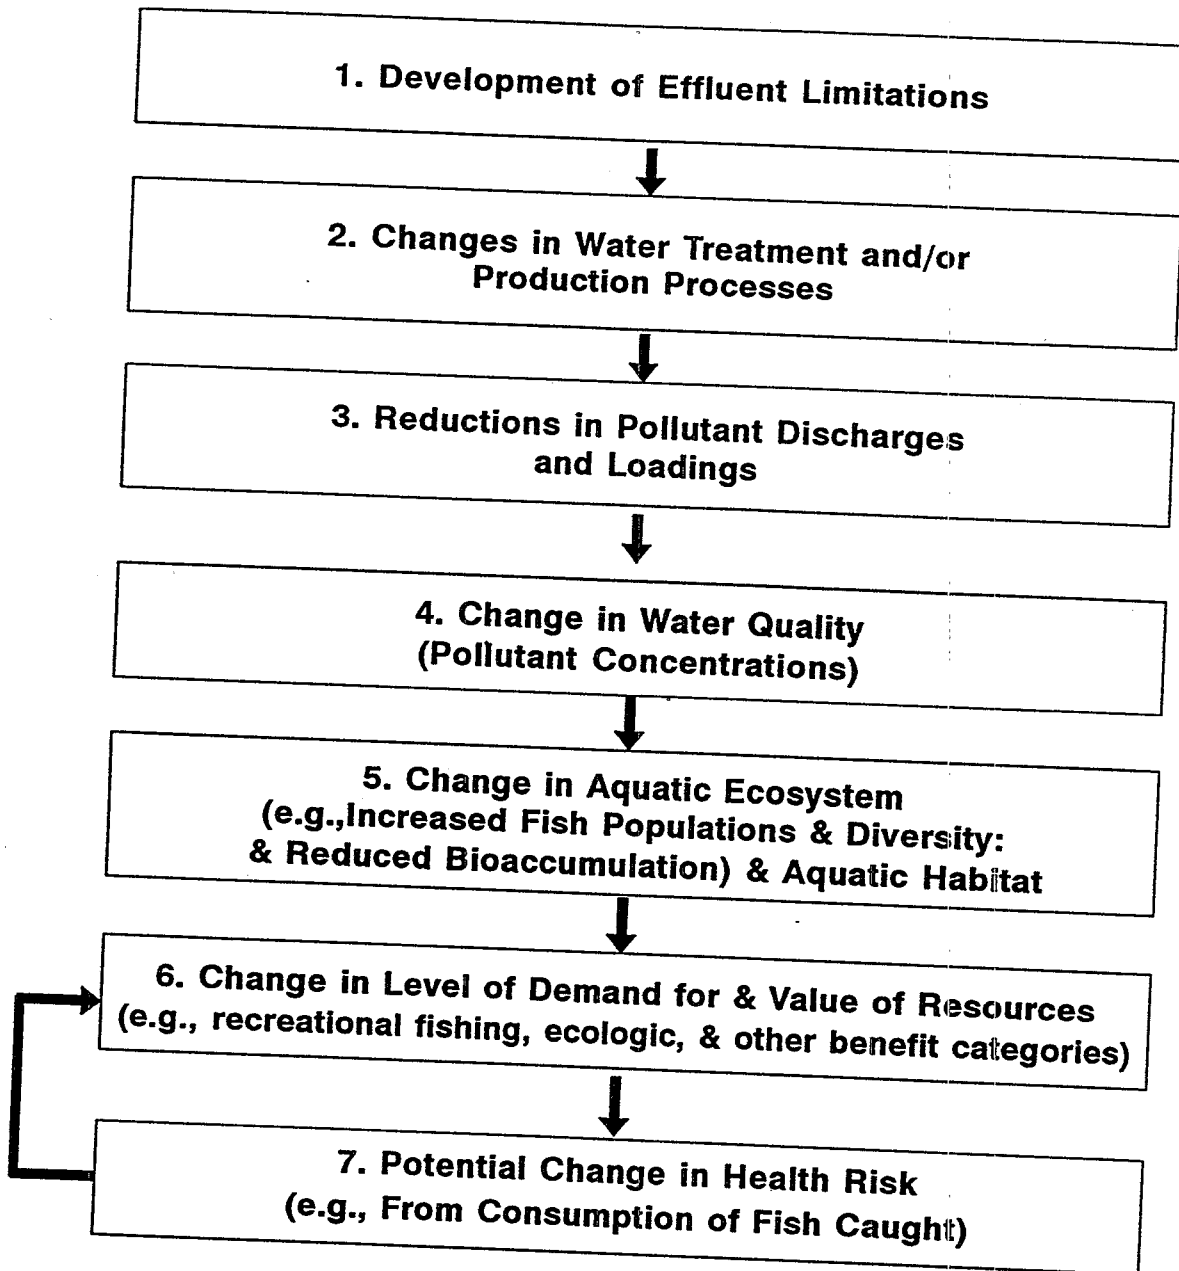 1. Development of Effluent Limitations
2. Changes in Water Treatment and/or
Production Processes
3. Reductions in Pollutant Discharges
and Loadings
4. Change in Water Quality
(Pollutant Concentrations)
5. Change in Aquatic Ecosystem
(e.g.,Increased Fish Populations & Diversity:
& Reduced Bioaccumulation) & Aquatic Habitat
6. Change in Level of Demand for & Value of Resources
(e.g., recreational fishing, ecologic, & other benefit categories)
7. Potential Change in Health Risk
(e.g., From Consumption of Fish Caught)